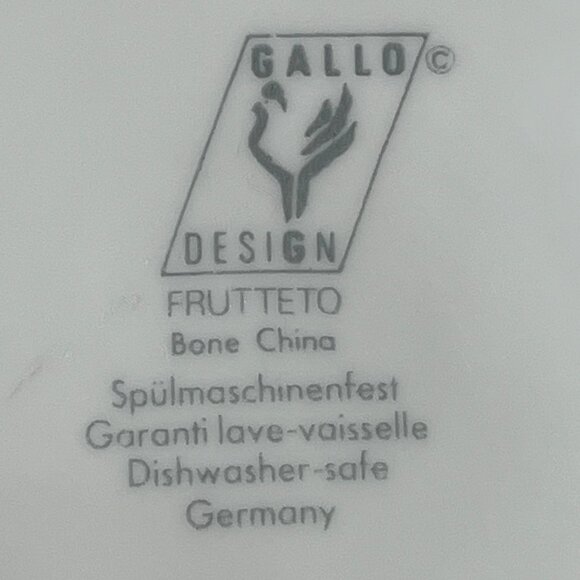 GALLO ©
DESIGN
FRUTTETO
Bone China
Spülmaschinenfest
Garanti lave-vaisselle
Dishwasher-safe
Germany